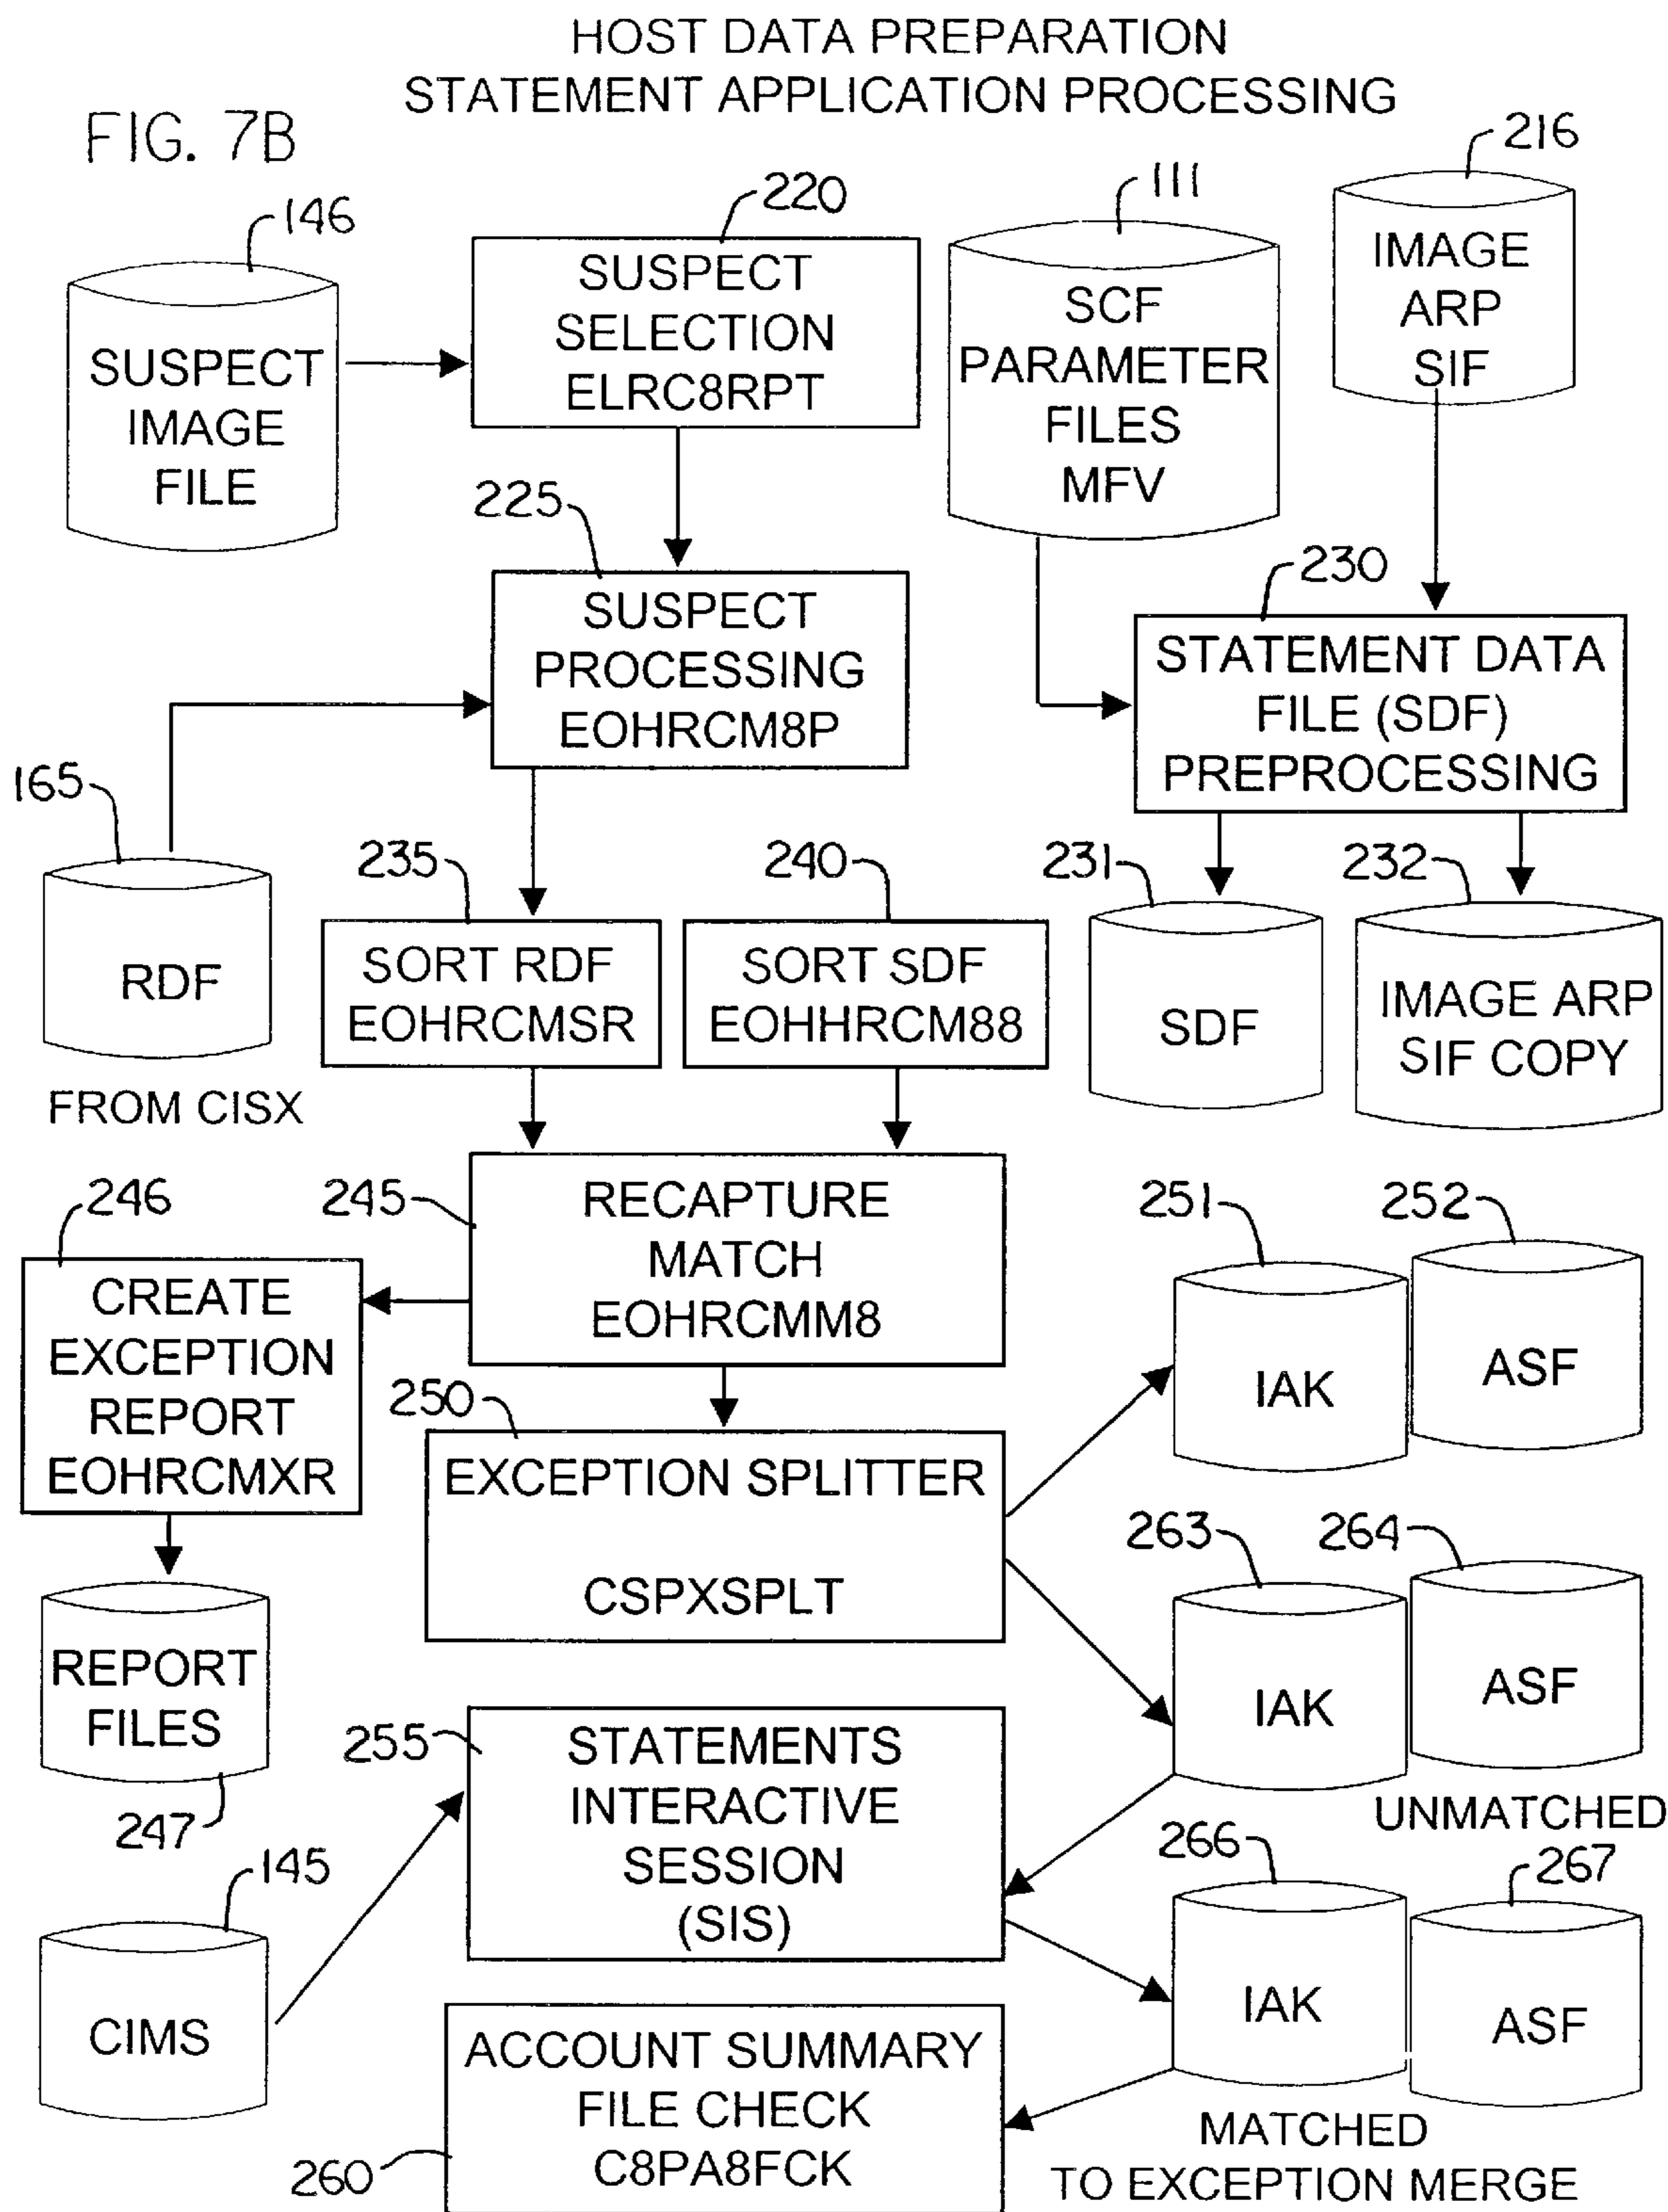 HOST DATA PREPARATION
STATEMENT APPLICATION PROCESSING
FIG. 7B
146
SUSPECT
IMAGE
FILE
220
SUSPECT
SELECTION
ELRC8RPT
111
SCF
PARAMETER
FILES
MFV
216
IMAGE
ARP
SIF
225
SUSPECT
PROCESSING
EOHRCM8P
230
STATEMENT DATA
FILE (SDF)
PREPROCESSING
165
RDF
FROM CISX
235
SORT RDF
EOHRCMSR
240
SORT SDF
EOHHRCM88
231
SDF
232
IMAGE ARP
SIF COPY
246
CREATE
EXCEPTION
REPORT
EOHRCMXR
245
RECAPTURE
MATCH
EOHRCMM8
251
IAK
252
ASF
250
EXCEPTION SPLITTER
CSPXSPLT
REPORT
FILES
247
263
IAK
264
ASF
UNMATCHED
255
STATEMENTS
INTERACTIVE
SESSION
(SIS)
145
CIMS
266
IAK
267
ASF
MATCHED
TO EXCEPTION MERGE
260
ACCOUNT SUMMARY
FILE CHECK
C8PA8FCK